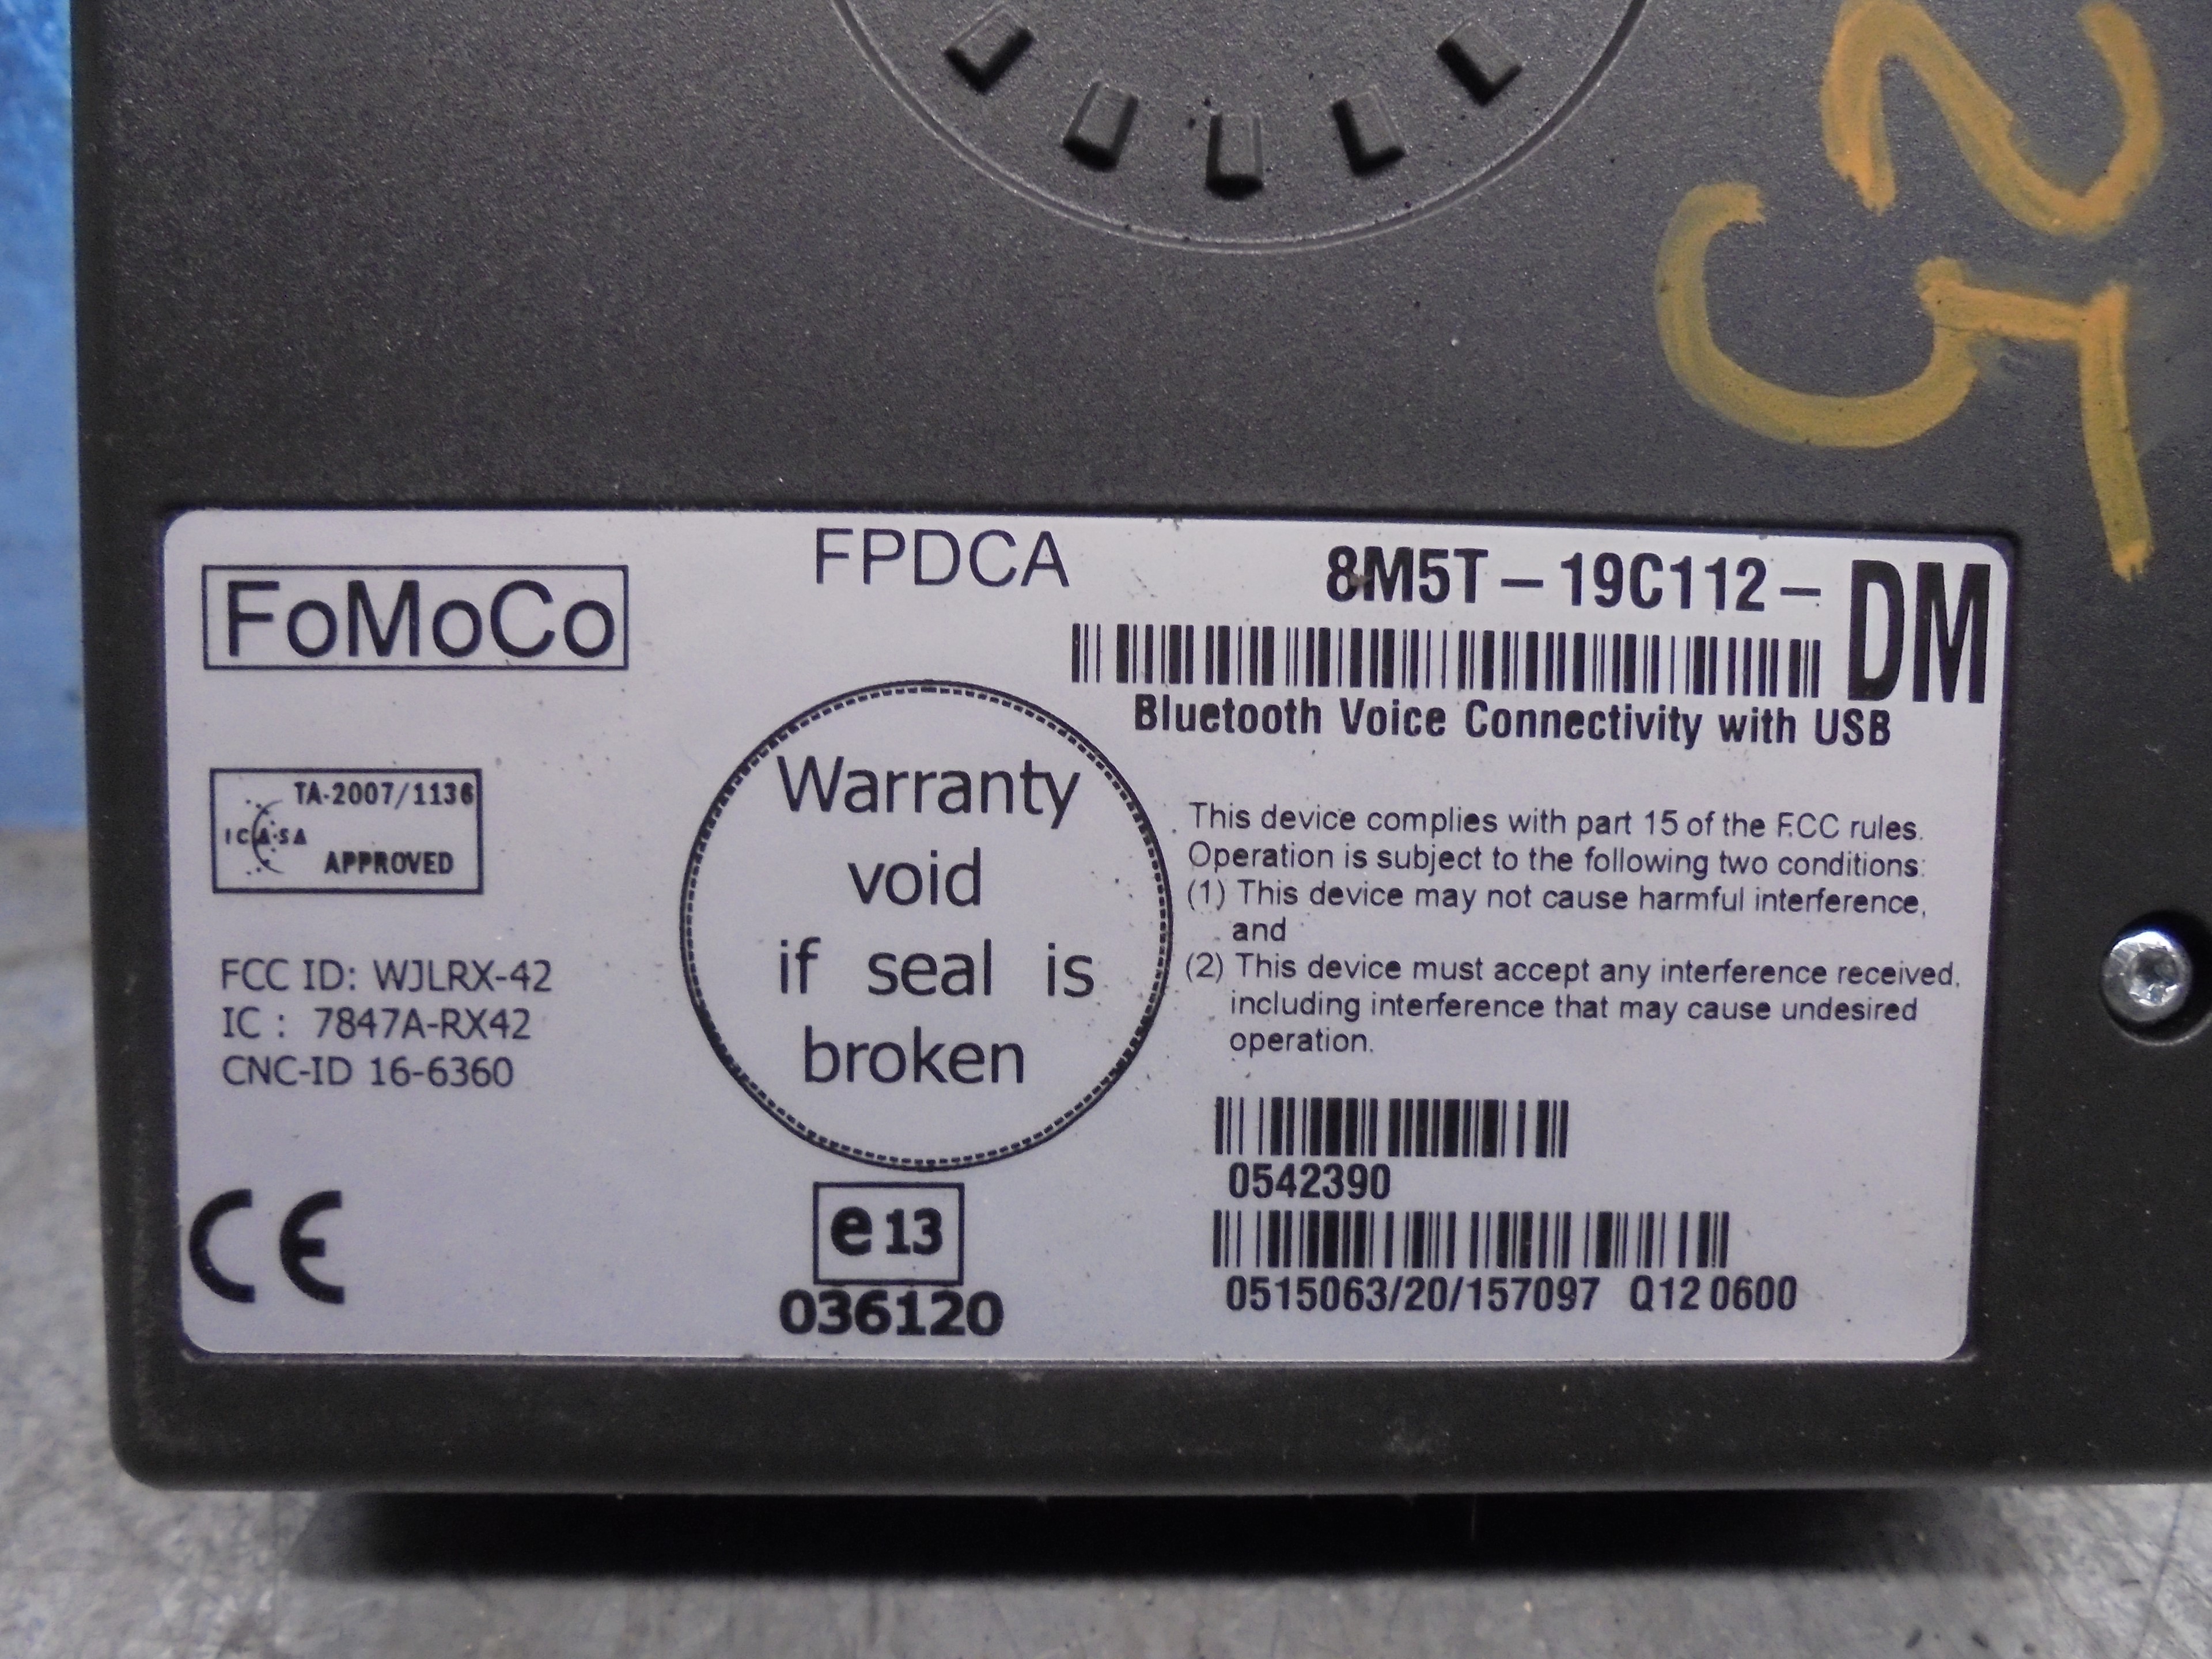 25
FoMoCo
FPDCA
8M5T-19C112-DM
Bluetooth Voice Connectivity with USB
TA-2007/1136
ICASA
APPROVED
Warranty
void
if seal is
broken
This device complies with part 15 of the FCC rules.
Operation is subject to the following two conditions:
(1) This device may not cause harmful interference,
and
(2) This device must accept any interference received,
including interference that may cause undesired
operation.
FCC ID: WJLRX-42
IC : 7847A-RX42
CNC-ID 16-6360
CE
e13
036120
0542390
0515063/20/157097 Q12 0600